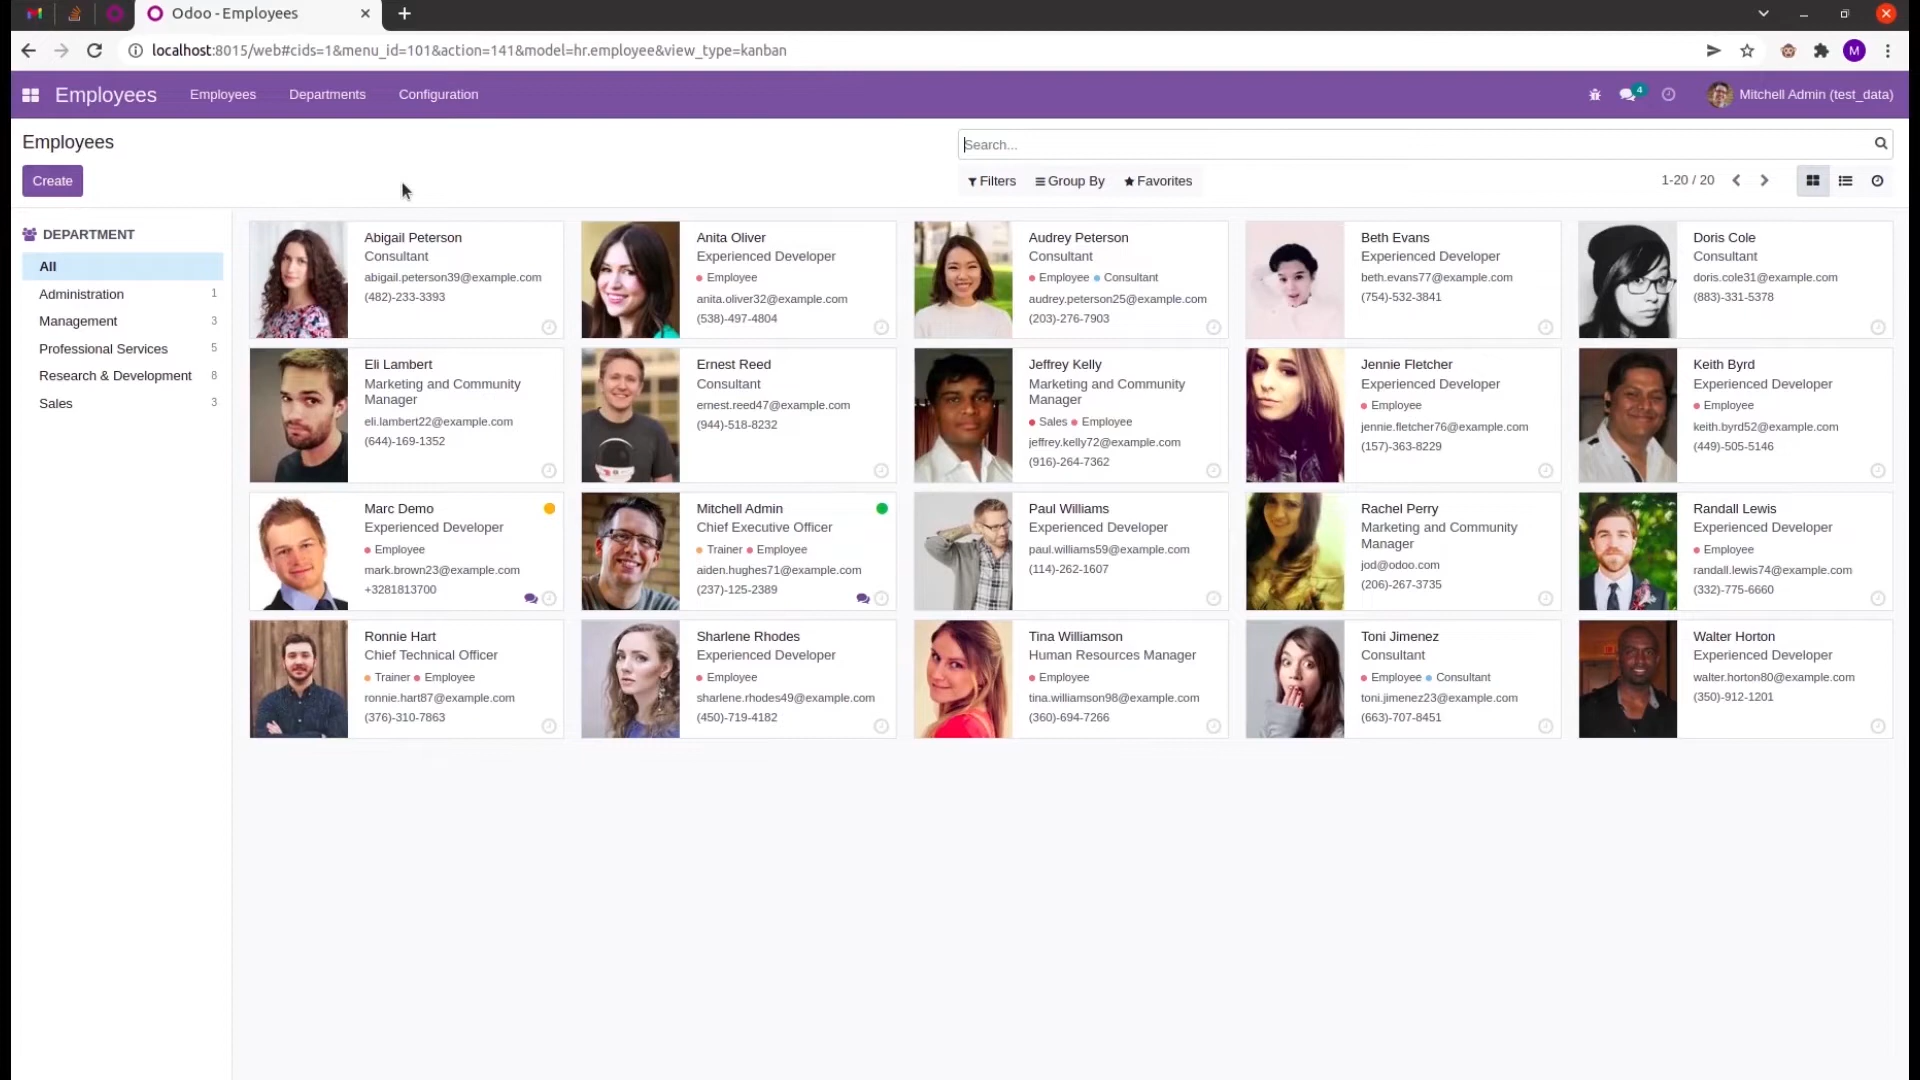 Odoo - Employees
localhost:8015/web#cids=1&menu_id=101&action=141&model=hr.employee&view_type=kanban
M
Employees
Employees
Departments
Configuration
4
Mitchell Admin (test_data)
Employees
Search...
Create
Filters
Group By
Favorites
1-20 / 20
DEPARTMENT
All
Administration 1
Management 3
Professional Services 5
Research & Development 8
Sales 3
Abigail Peterson
Consultant
abigail.peterson39@example.com
(482)-233-3393
Anita Oliver
Experienced Developer
Employee
anita.oliver32@example.com
(538)-497-4804
Audrey Peterson
Consultant
Employee Consultant
audrey.peterson25@example.com
(203)-276-7903
Beth Evans
Experienced Developer
beth.evans77@example.com
(754)-532-3841
Doris Cole
Consultant
doris.cole31@example.com
(883)-331-5378
Eli Lambert
Marketing and Community
Manager
eli.lambert22@example.com
(644)-169-1352
Ernest Reed
Consultant
ernest.reed47@example.com
(944)-518-8232
Jeffrey Kelly
Marketing and Community
Manager
Sales Employee
jeffrey.kelly72@example.com
(916)-264-7362
Jennie Fletcher
Experienced Developer
Employee
jennie.fletcher76@example.com
(157)-363-8229
Keith Byrd
Experienced Developer
Employee
keith.byrd52@example.com
(449)-505-5146
Marc Demo
Experienced Developer
Employee
mark.brown23@example.com
+3281813700
Mitchell Admin
Chief Executive Officer
Trainer Employee
aiden.hughes71@example.com
(237)-125-2389
Paul Williams
Experienced Developer
paul.williams59@example.com
(114)-262-1607
Rachel Perry
Marketing and Community
Manager
jod@odoo.com
(206)-267-3735
Randall Lewis
Experienced Developer
Employee
randall.lewis74@example.com
(332)-775-6660
Ronnie Hart
Chief Technical Officer
Trainer Employee
ronnie.hart87@example.com
(376)-310-7863
Sharlene Rhodes
Experienced Developer
Employee
sharlene.rhodes49@example.com
(450)-719-4182
Tina Williamson
Human Resources Manager
Employee
tina.williamson98@example.com
(360)-694-7266
Toni Jimenez
Consultant
Employee Consultant
toni.jimenez23@example.com
(663)-707-8451
Walter Horton
Experienced Developer
walter.horton80@example.com
(350)-912-1201